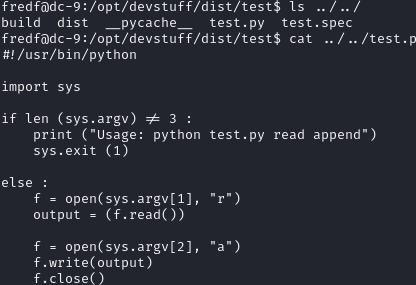 fredf@dc-9:/opt/devstuff/dist/test$ ls ../../
build  dist  __pycache__  test.py  test.spec
fredf@dc-9:/opt/devstuff/dist/test$ cat ../../test.p
#!/usr/bin/python

import sys

if len (sys.argv) != 3 :
    print ("Usage: python test.py read append")
    sys.exit (1)

else :
    f = open(sys.argv[1], "r")
    output = (f.read())

    f = open(sys.argv[2], "a")
    f.write(output)
    f.close()